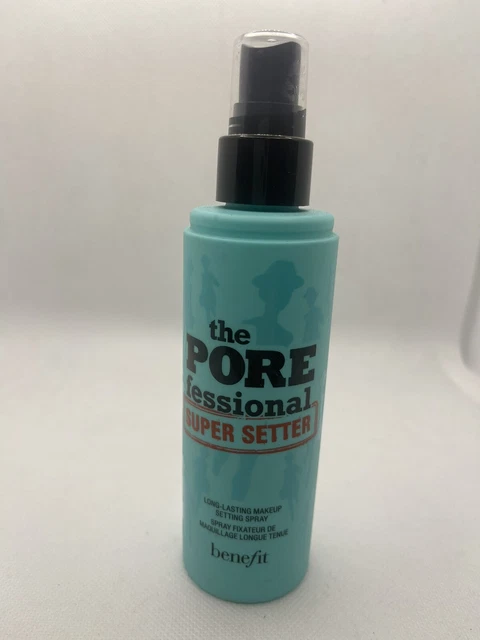 the
PORE
fessional
SUPER SETTER
LONG-LASTING MAKEUP
SETTING SPRAY
SPRAY FIXATEUR DE
MAQUILLAGE LONGUE TENUE
benefit